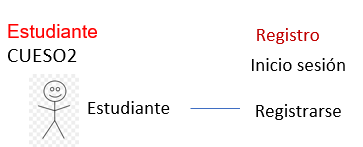 Estudiante
CUESO2
Registro
Inicio sesión
Estudiante
Registrarse